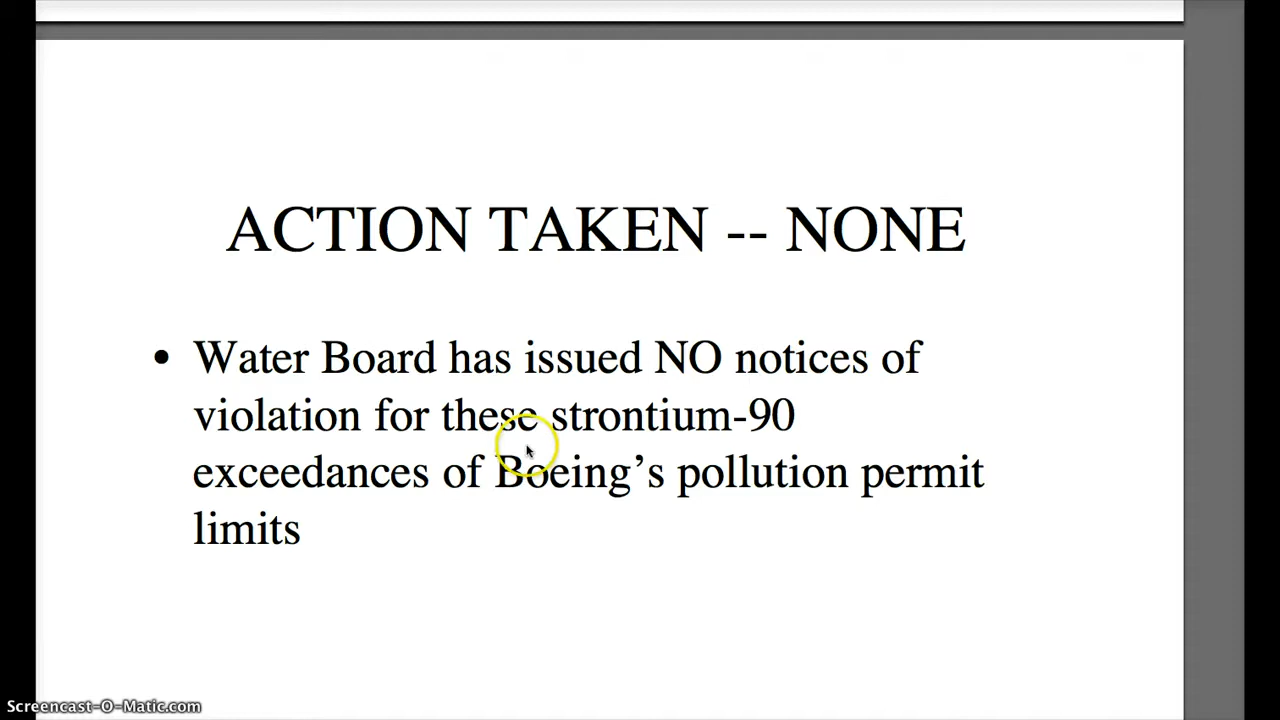 ACTION TAKEN -- NONE
• Water Board has issued NO notices of
violation for these strontium-90
exceedances of Boeing’s pollution permit
limits
Screencast-O-Matic.com